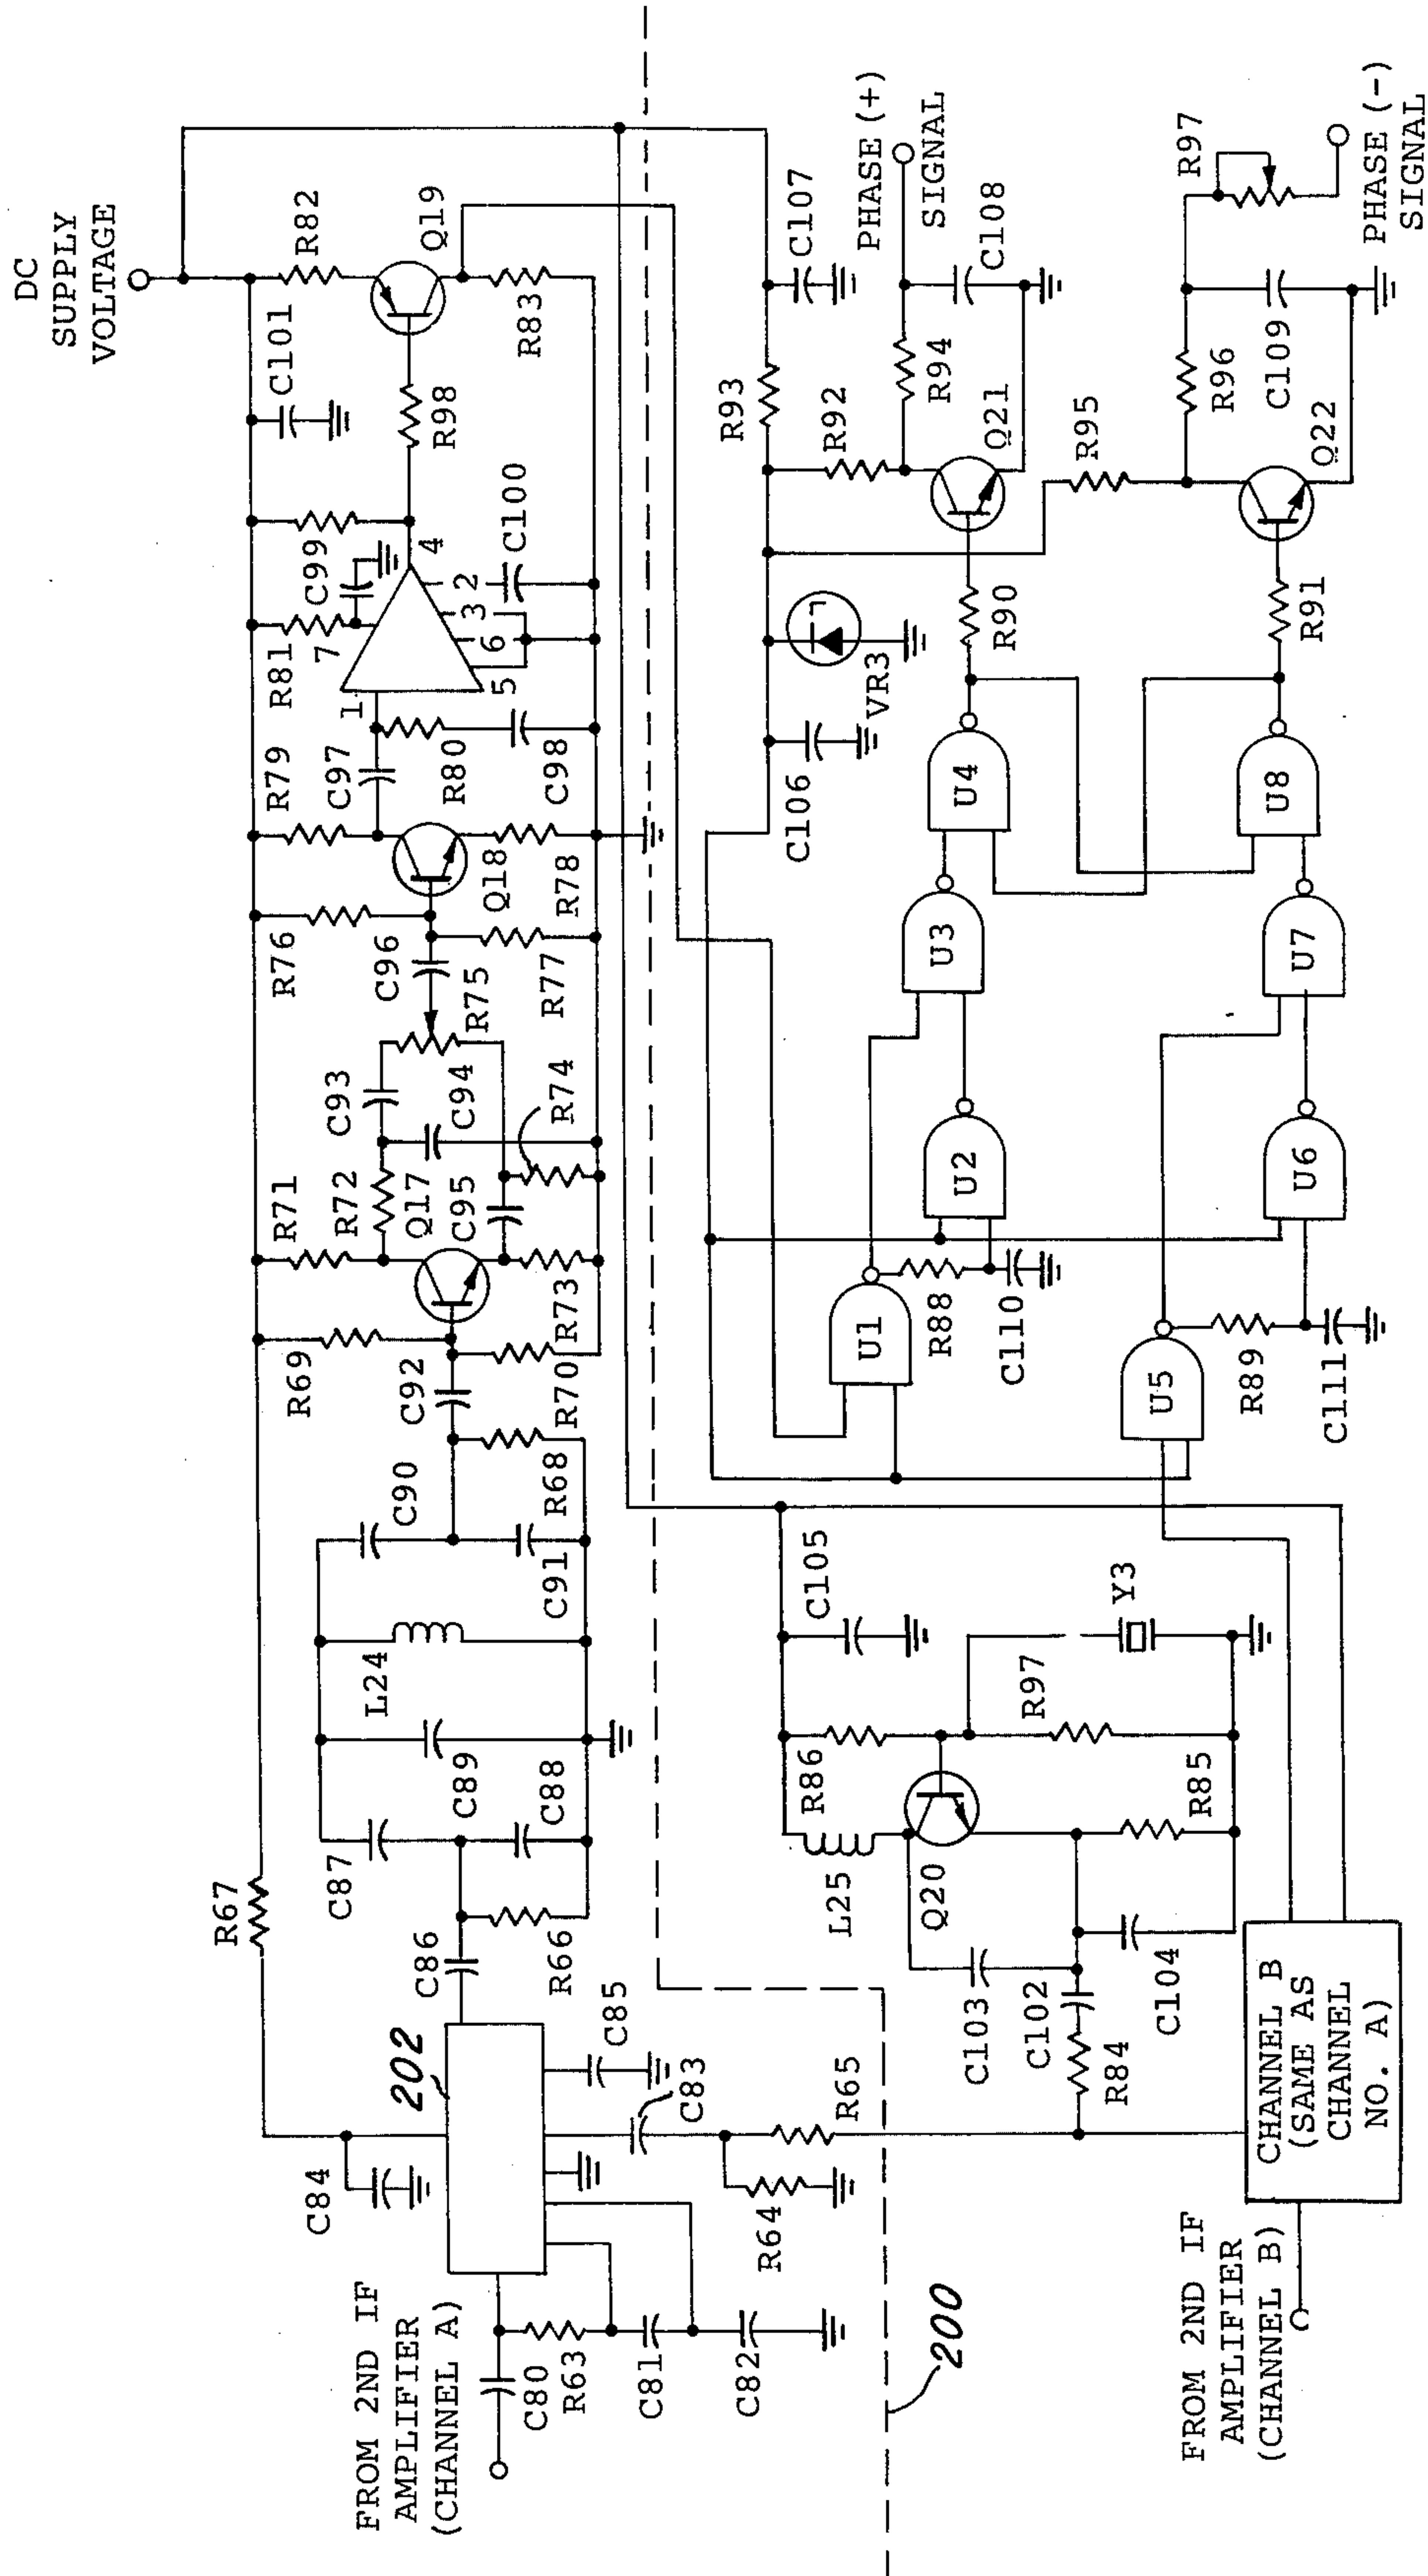 DC
SUPPLY
VOLTAGE
C101
R82
Q19
R83
R98
C100
C99
R81
7
4
2
3
6
5
1
R79
C97
R80
C98
R76
C96
Q18
R78
R77
R75
C93
C94
R74
R71
R72
Q17
C95
R73
R69
C92
R70
C90
R68
C91
L24
C89
C88
C87
R67
C86
R66
202
C85
C83
C84
R65
R64
FROM 2ND IF
AMPLIFIER
(CHANNEL A)
C80
R63
C81
C82
200
R93
C107
PHASE (+)
SIGNAL
R92
R94
C108
Q21
R95
R96
C109
R97
PHASE (-)
SIGNAL
Q22
VR3
C106
R90
R91
U4
U8
U3
U7
U2
U6
U1
R88
C110
U5
R89
C111
C105
Y3
R97
R86
L25
Q20
R85
C103
C102
C104
R84
CHANNEL B
(SAME AS
CHANNEL
NO. A)
FROM 2ND IF
AMPLIFIER
(CHANNEL B)